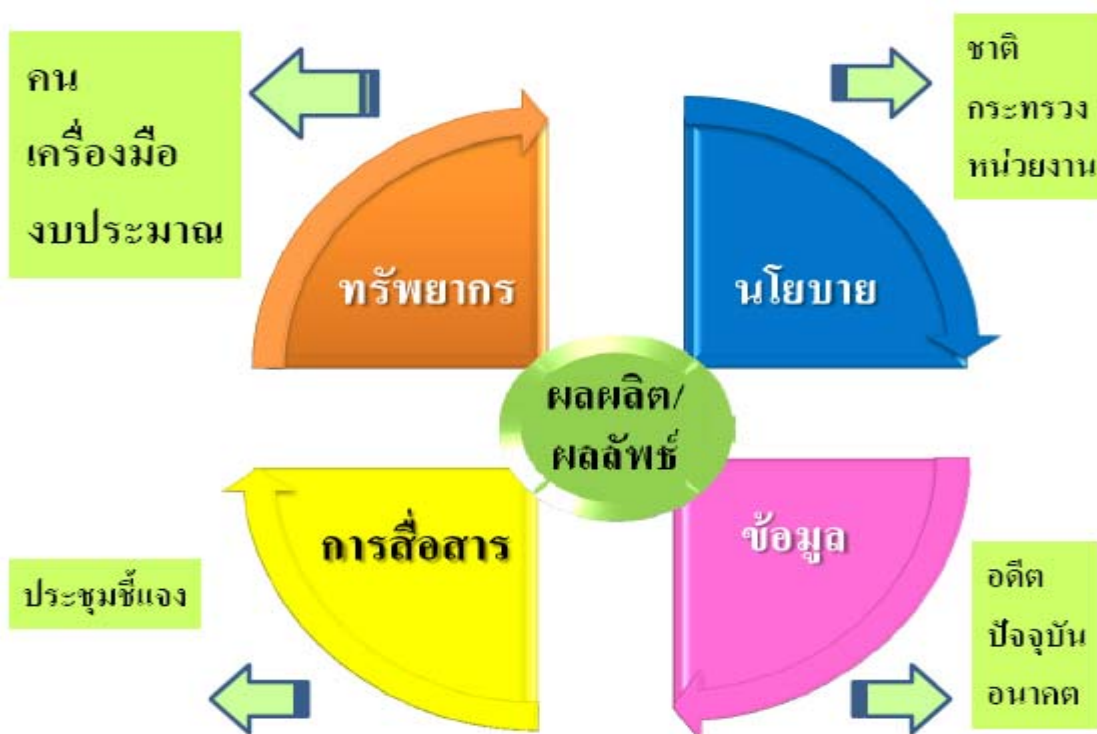 คน
เครื่องมือ
งบประมาณ
ทรัพยากร
ชาติ
กระทรวง
หน่วยงาน
นโยบาย
ผลผลิต/
ผลลัพธ์
การสื่อสาร
ประชุมชี้แจง
ข้อมูล
อดีต
ปัจจุบัน
อนาคต